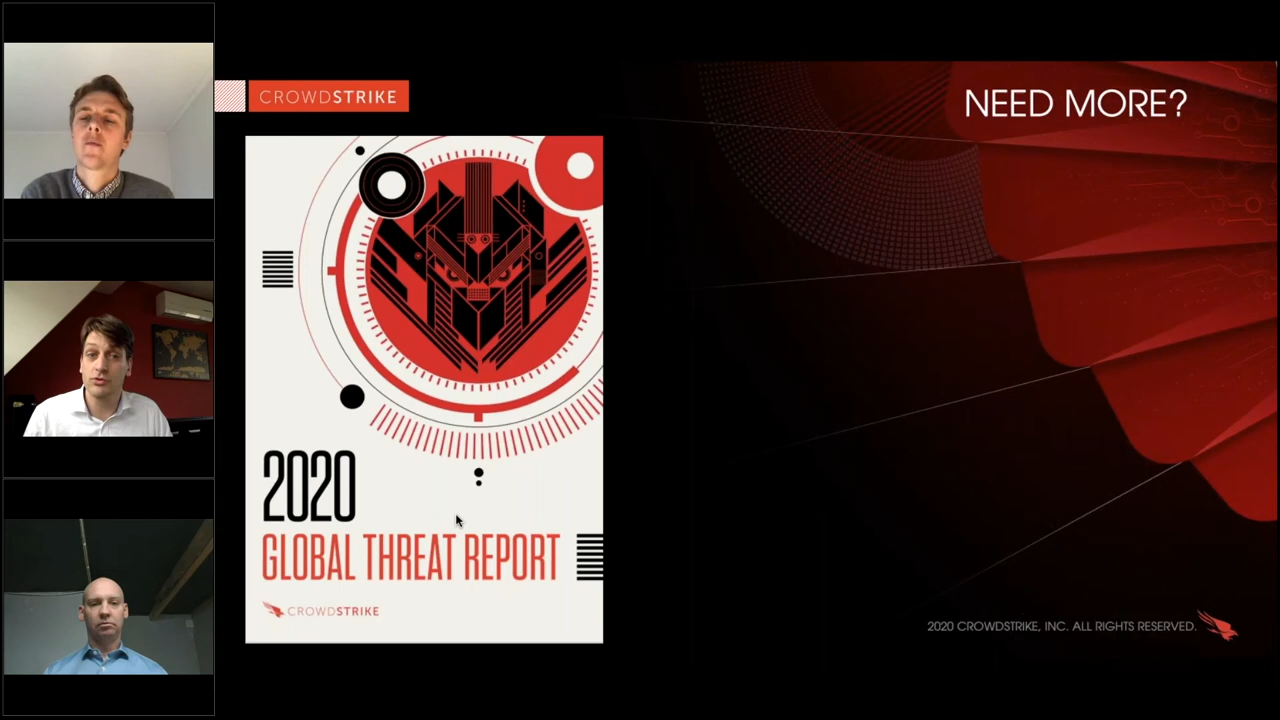 CROWDSTRIKE
NEED MORE?
2020
GLOBAL THREAT REPORT
CROWDSTRIKE
2020 CROWDSTRIKE, INC. ALL RIGHTS RESERVED.